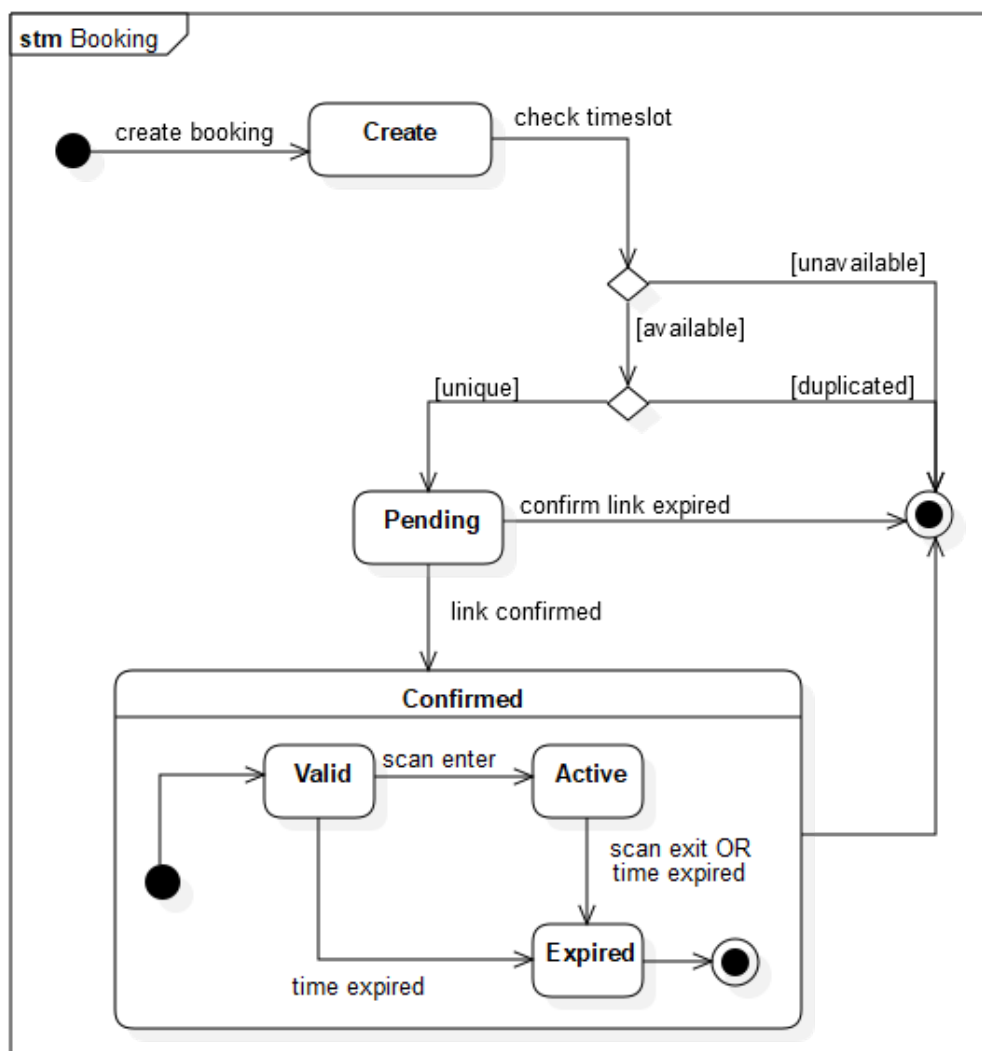 stm Booking
create booking
Create
check timeslot
[unavailable]
[available]
[unique]
[duplicated]
Pending
confirm link expired
link confirmed
Confirmed
Valid
scan enter
Active
scan exit OR
time expired
Expired
time expired